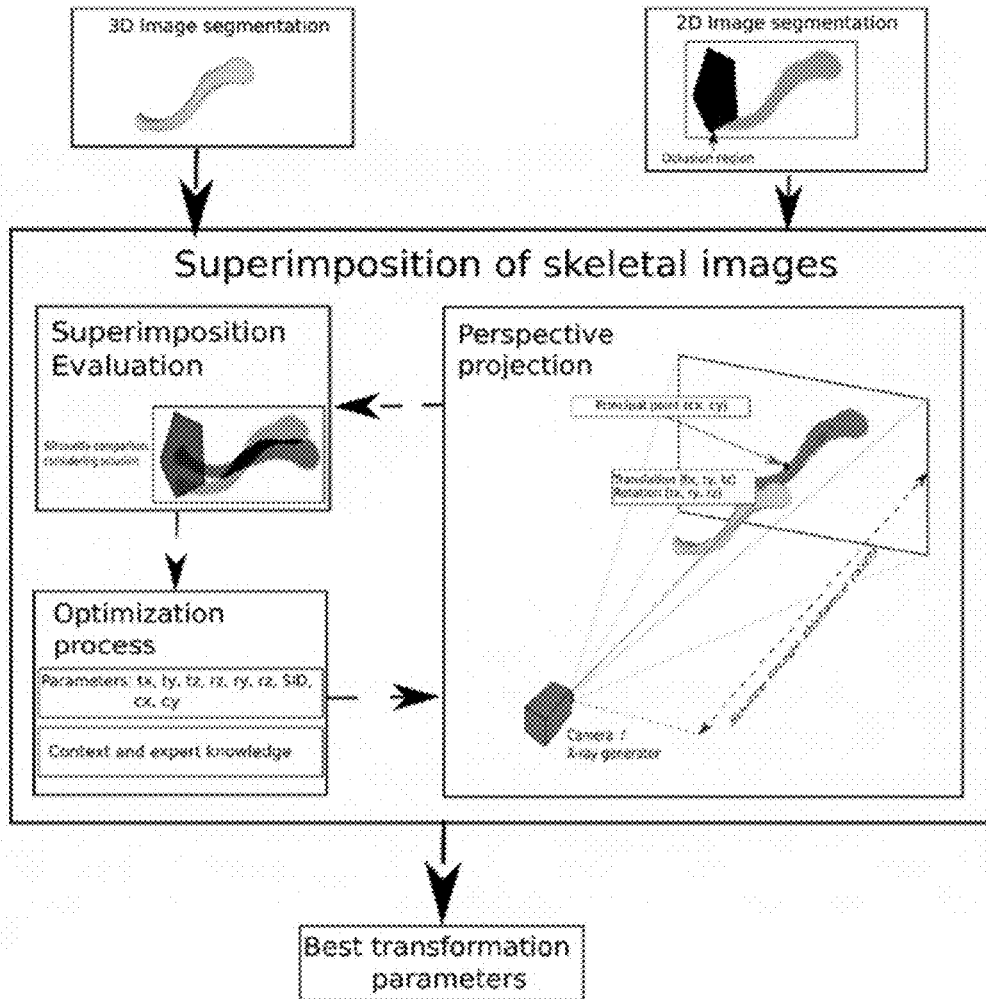 3D image segmentation
2D image segmentation
Occlusion region
Superimposition of skeletal images
Superimposition
Evaluation
Perspective
projection
Principal point (cx, cy)
Translation (tx, ty, tz)
Rotation (rx, ry, rz)
Optimization
process
Parameters: tx, ty, tz, rz, ry, rz, SID,
cx, cy
Context and expert knowledge
Camera /
X-ray generator
Best transformation
parameters